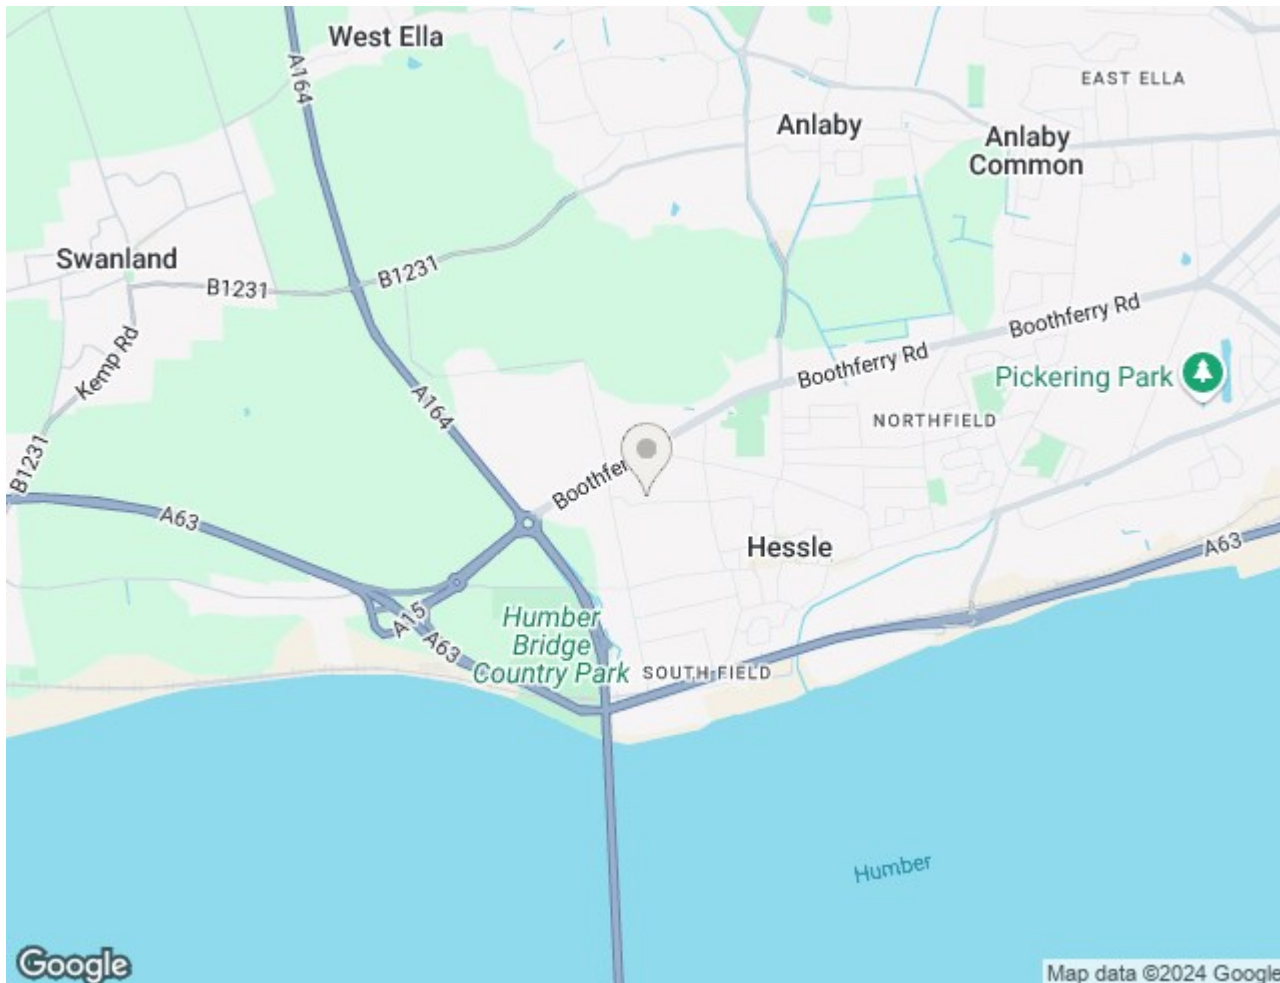 West Ella
A164
EAST ELLA
Anlaby
Anlaby
Common
Swanland
B1231
B1231
Kemp Rd
Boothferry Rd
Boothferry Rd
Pickering Park
A164
NORTHFIELD
B1231
Boothfer
A63
Hessle
A63
A15
A63
Humber
Bridge
Country Park
SOUTH FIELD
Humber
Google
Map data ©2024 Google